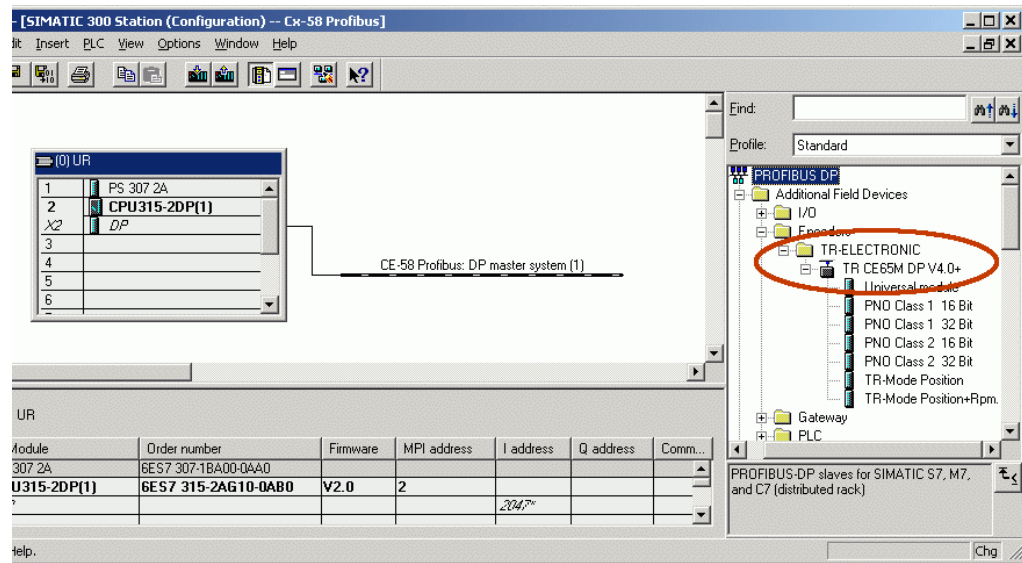 - [SIMATIC 300 Station (Configuration) -- Cx-58 Profibus]
dit Insert PLC View Options Window Help
Find:
Profile: Standard
(0) UR
1 PS 307 2A
2 CPU315-2DP(1)
X2 DP
3
4
5
6
CE-58 Profibus: DP master system (1)
PROFIBUS DP
Additional Field Devices
I/O
Encoders
TR-ELECTRONIC
TR CE65M DP V4.0+
Universal-module
PNO Class 1 16 Bit
PNO Class 1 32 Bit
PNO Class 2 16 Bit
PNO Class 2 32 Bit
TR-Mode Position
TR-Mode Position+Rpm.
Gateway
PLC
UR
Module Order number Firmware MPI address I address Q address Comm...
307 2A 6ES7 307-1BA00-0AA0
U315-2DP(1) 6ES7 315-2AG10-0AB0 V2.0 2
2047*
PROFIBUS-DP slaves for SIMATIC S7, M7,
and C7 (distributed rack)
Help.
Chg